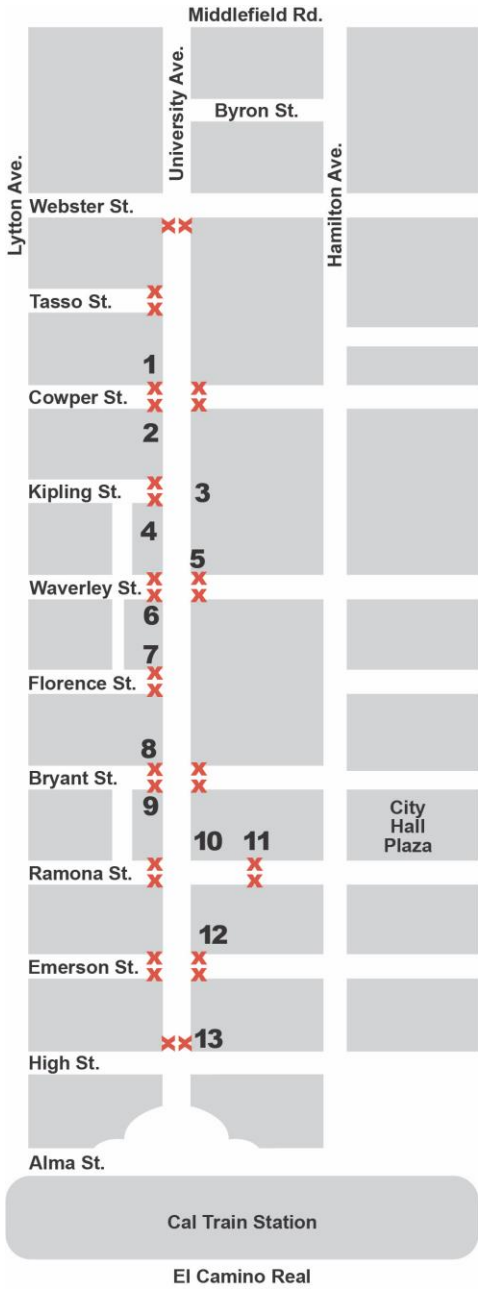 Middlefield Rd.
University Ave.
Byron St.
Lytton Ave.
Hamilton Ave.
Webster St.
Tasso St.
1
Cowper St.
2
Kipling St.
3
4
5
Waverley St.
6
7
Florence St.
8
Bryant St.
9
City
Hall
Plaza
10
11
Ramona St.
12
Emerson St.
13
High St.
Alma St.
Cal Train Station
El Camino Real